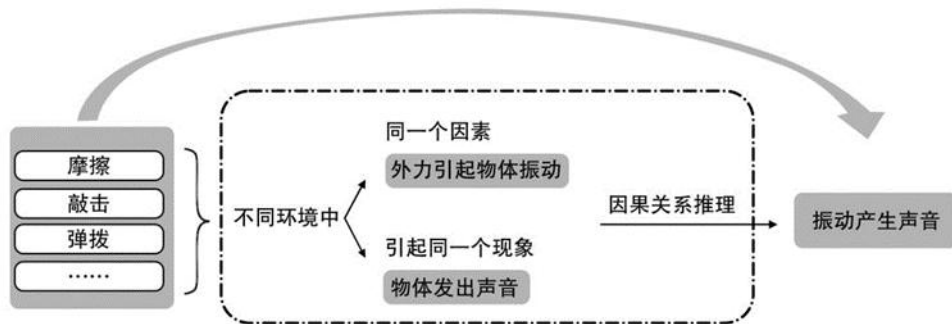 摩擦
敲击
弹拨
……
不同环境中
同一个因素
外力引起物体振动
引起同一个现象
物体发出声音
因果关系推理
振动产生声音